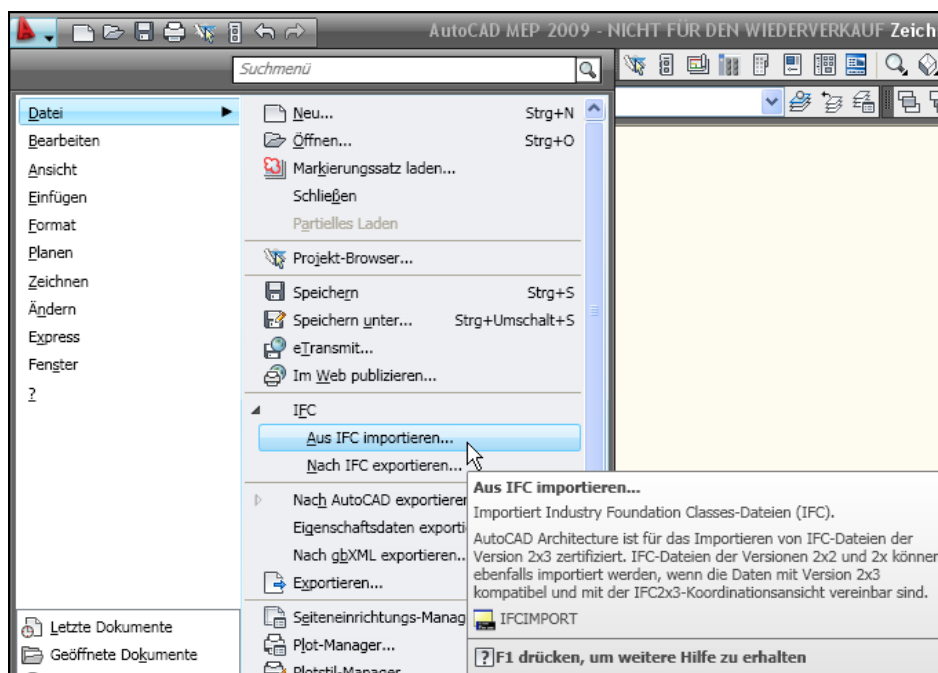 AutoCAD MEP 2009 - NICHT FÜR DEN WIEDERVERKAUF Zeich
Suchmenü
Datei
Bearbeiten
Ansicht
Einfügen
Format
Planen
Zeichnen
Ändern
Express
Fenster
?
Letzte Dokumente
Geöffnete Dokumente
Neu... Strg+N
Öffnen... Strg+O
Markierungssatz laden...
Schließen
Partielles Laden
Projekt-Browser...
Speichern Strg+S
Speichern unter... Strg+Umschalt+S
eTransmit...
Im Web publizieren...
IFC
Aus IFC importieren...
Nach IFC exportieren...
Nach AutoCAD exportieren
Eigenschaftsdaten exporti
Nach gbXML exportieren...
Exportieren...
Seiteneinrichtungs-Manag
Plot-Manager...
Plotstil-Manager
Aus IFC importieren...
Importiert Industry Foundation Classes-Dateien (IFC).
AutoCAD Architecture ist für das Importieren von IFC-Dateien der
Version 2x3 zertifiziert. IFC-Dateien der Versionen 2x2 und 2x könner
ebenfalls importiert werden, wenn die Daten mit Version 2x3
kompatibel und mit der IFC2x3-Koordinationsansicht vereinbar sind.
IFCIMPORT
F1 drücken, um weitere Hilfe zu erhalten